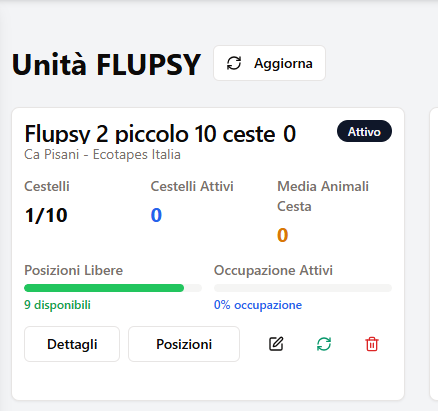 Unità FLUPSY
Aggiorna
Flupsy 2 piccolo 10 ceste 0
Attivo
Ca Pisani - Ecotapes Italia
Cestelli
Cestelli Attivi
Media Animali
Cesta
1/10
0
0
Posizioni Libere
Occupazione Attivi
9 disponibili
0% occupazione
Dettagli
Posizioni